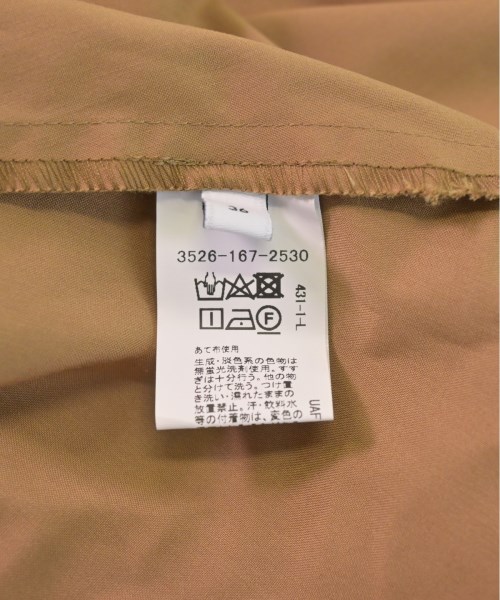 36
3526-167-2530
431-1-L
F
あて布使用
生成・淡色系の色物は
無蛍光洗剤使用。すす
ぎは十分行う。他の物
と分けて洗う。つけ置
き洗い・濡れたままの
放置禁止。汗・飲料水
等の付着物は、変色の
UAF